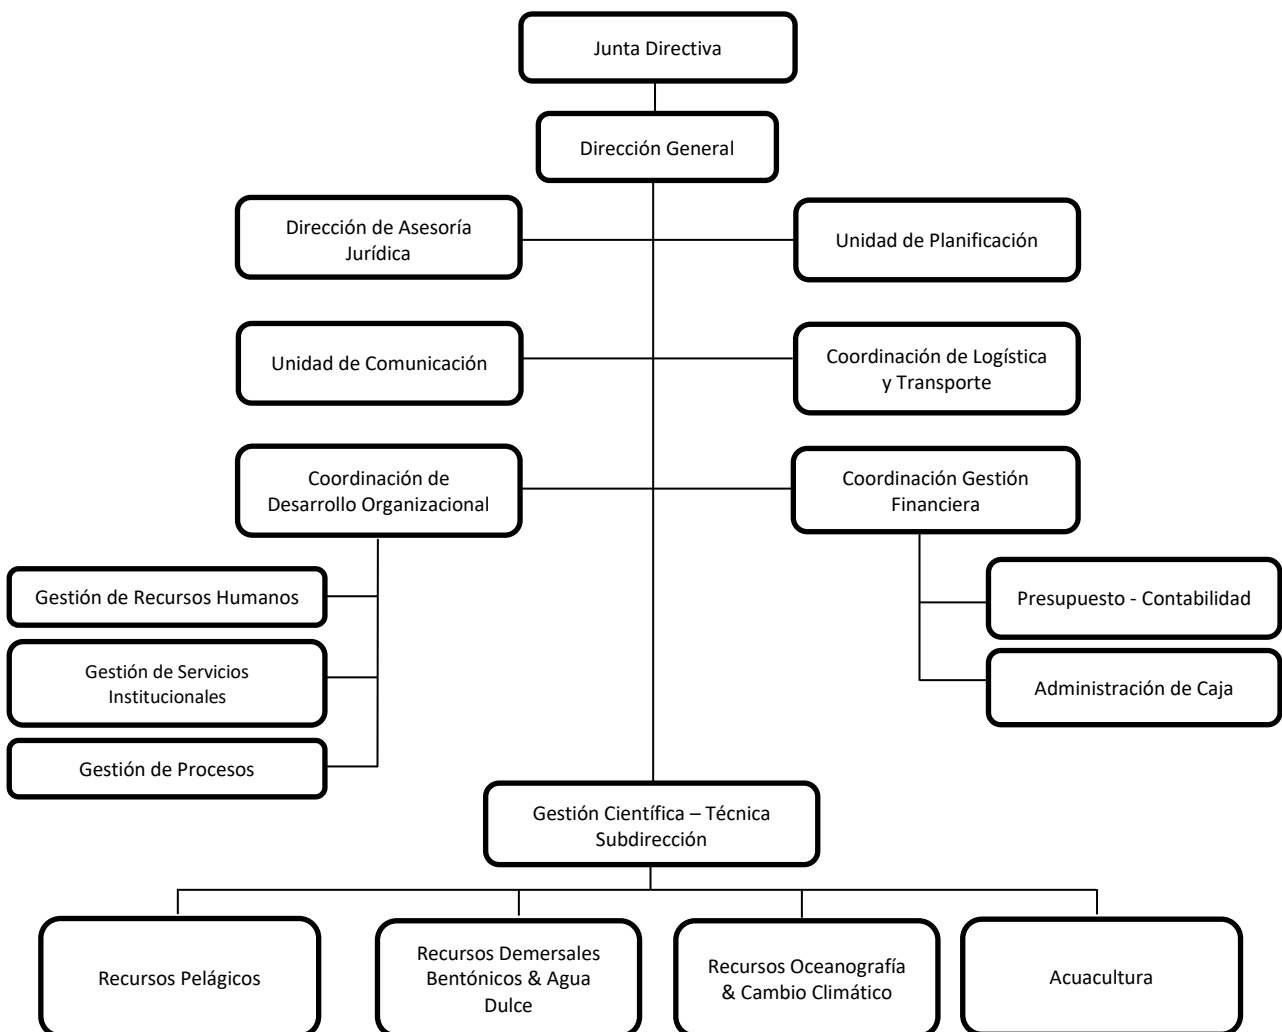 Junta Directiva
Dirección General
Dirección de Asesoría
Jurídica
Unidad de Planificación
Unidad de Comunicación
Coordinación de Logística
y Transporte
Coordinación de
Desarrollo Organizacional
Coordinación Gestión
Financiera
Gestión de Recursos Humanos
Gestión de Servicios
Institucionales
Gestión de Procesos
Presupuesto - Contabilidad
Administración de Caja
Gestión Científica – Técnica
Subdirección
Recursos Pelágicos
Recursos Demersales
Bentónicos & Agua
Dulce
Recursos Oceanografía
& Cambio Climático
Acuacultura